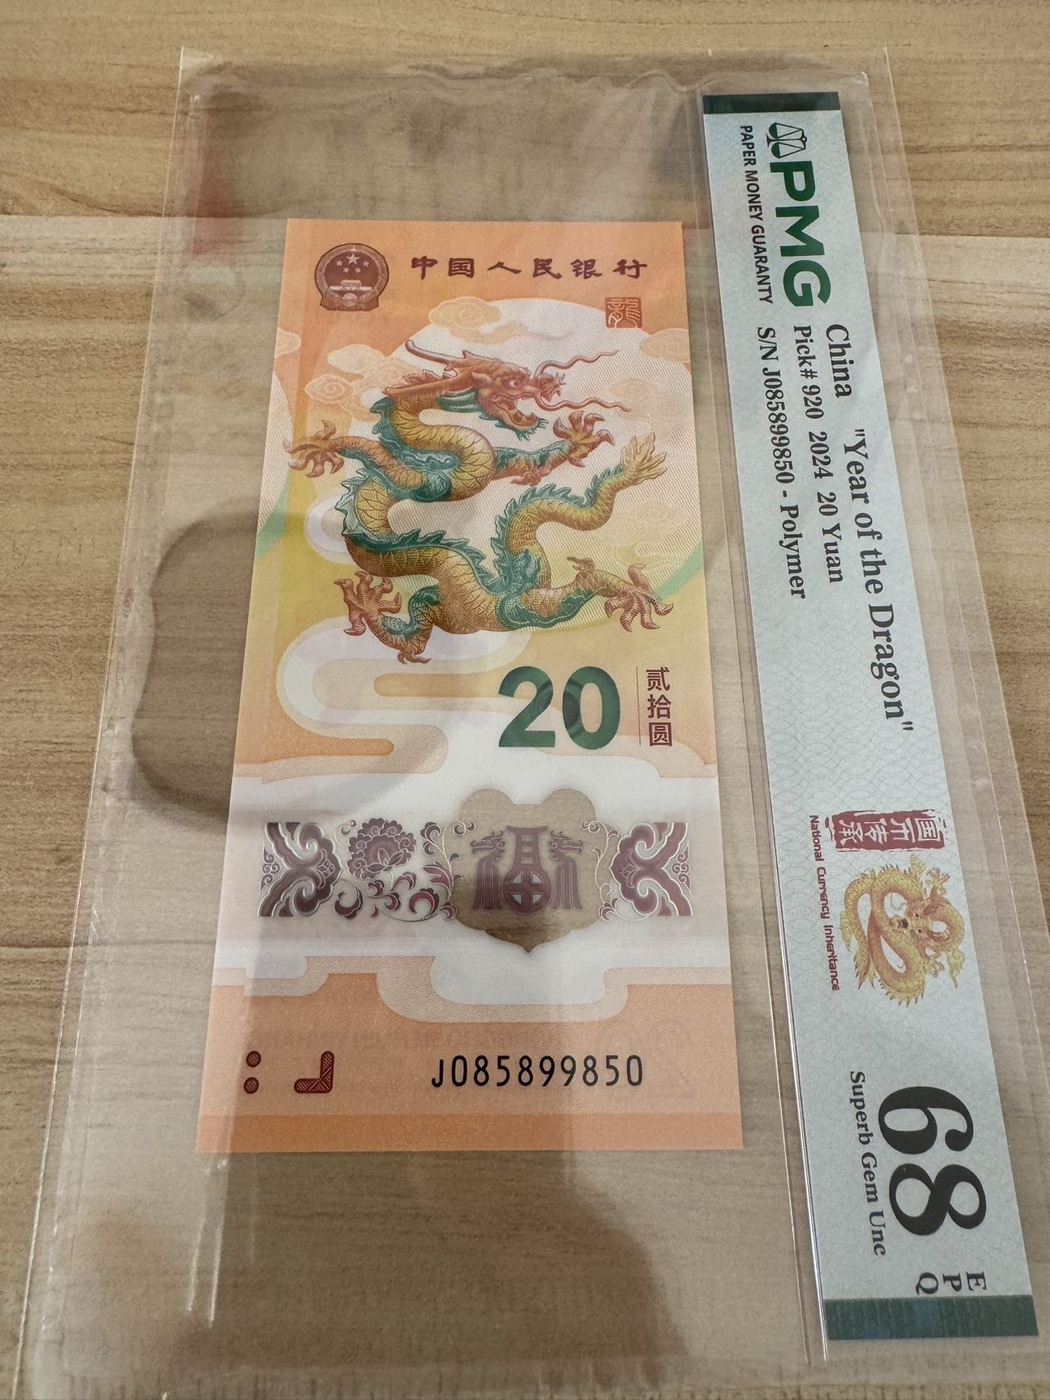 中国人民银行
龍
20
贰拾圆
福
J085899850
PMG
PAPER MONEY GUARANTY
China "Year of the Dragon"
Pick# 920 2024 20 Yuan
S/N J085899850 - Polymer
国币传承
National Currency Inheritance
68
EPQ
Superb Gem Unc